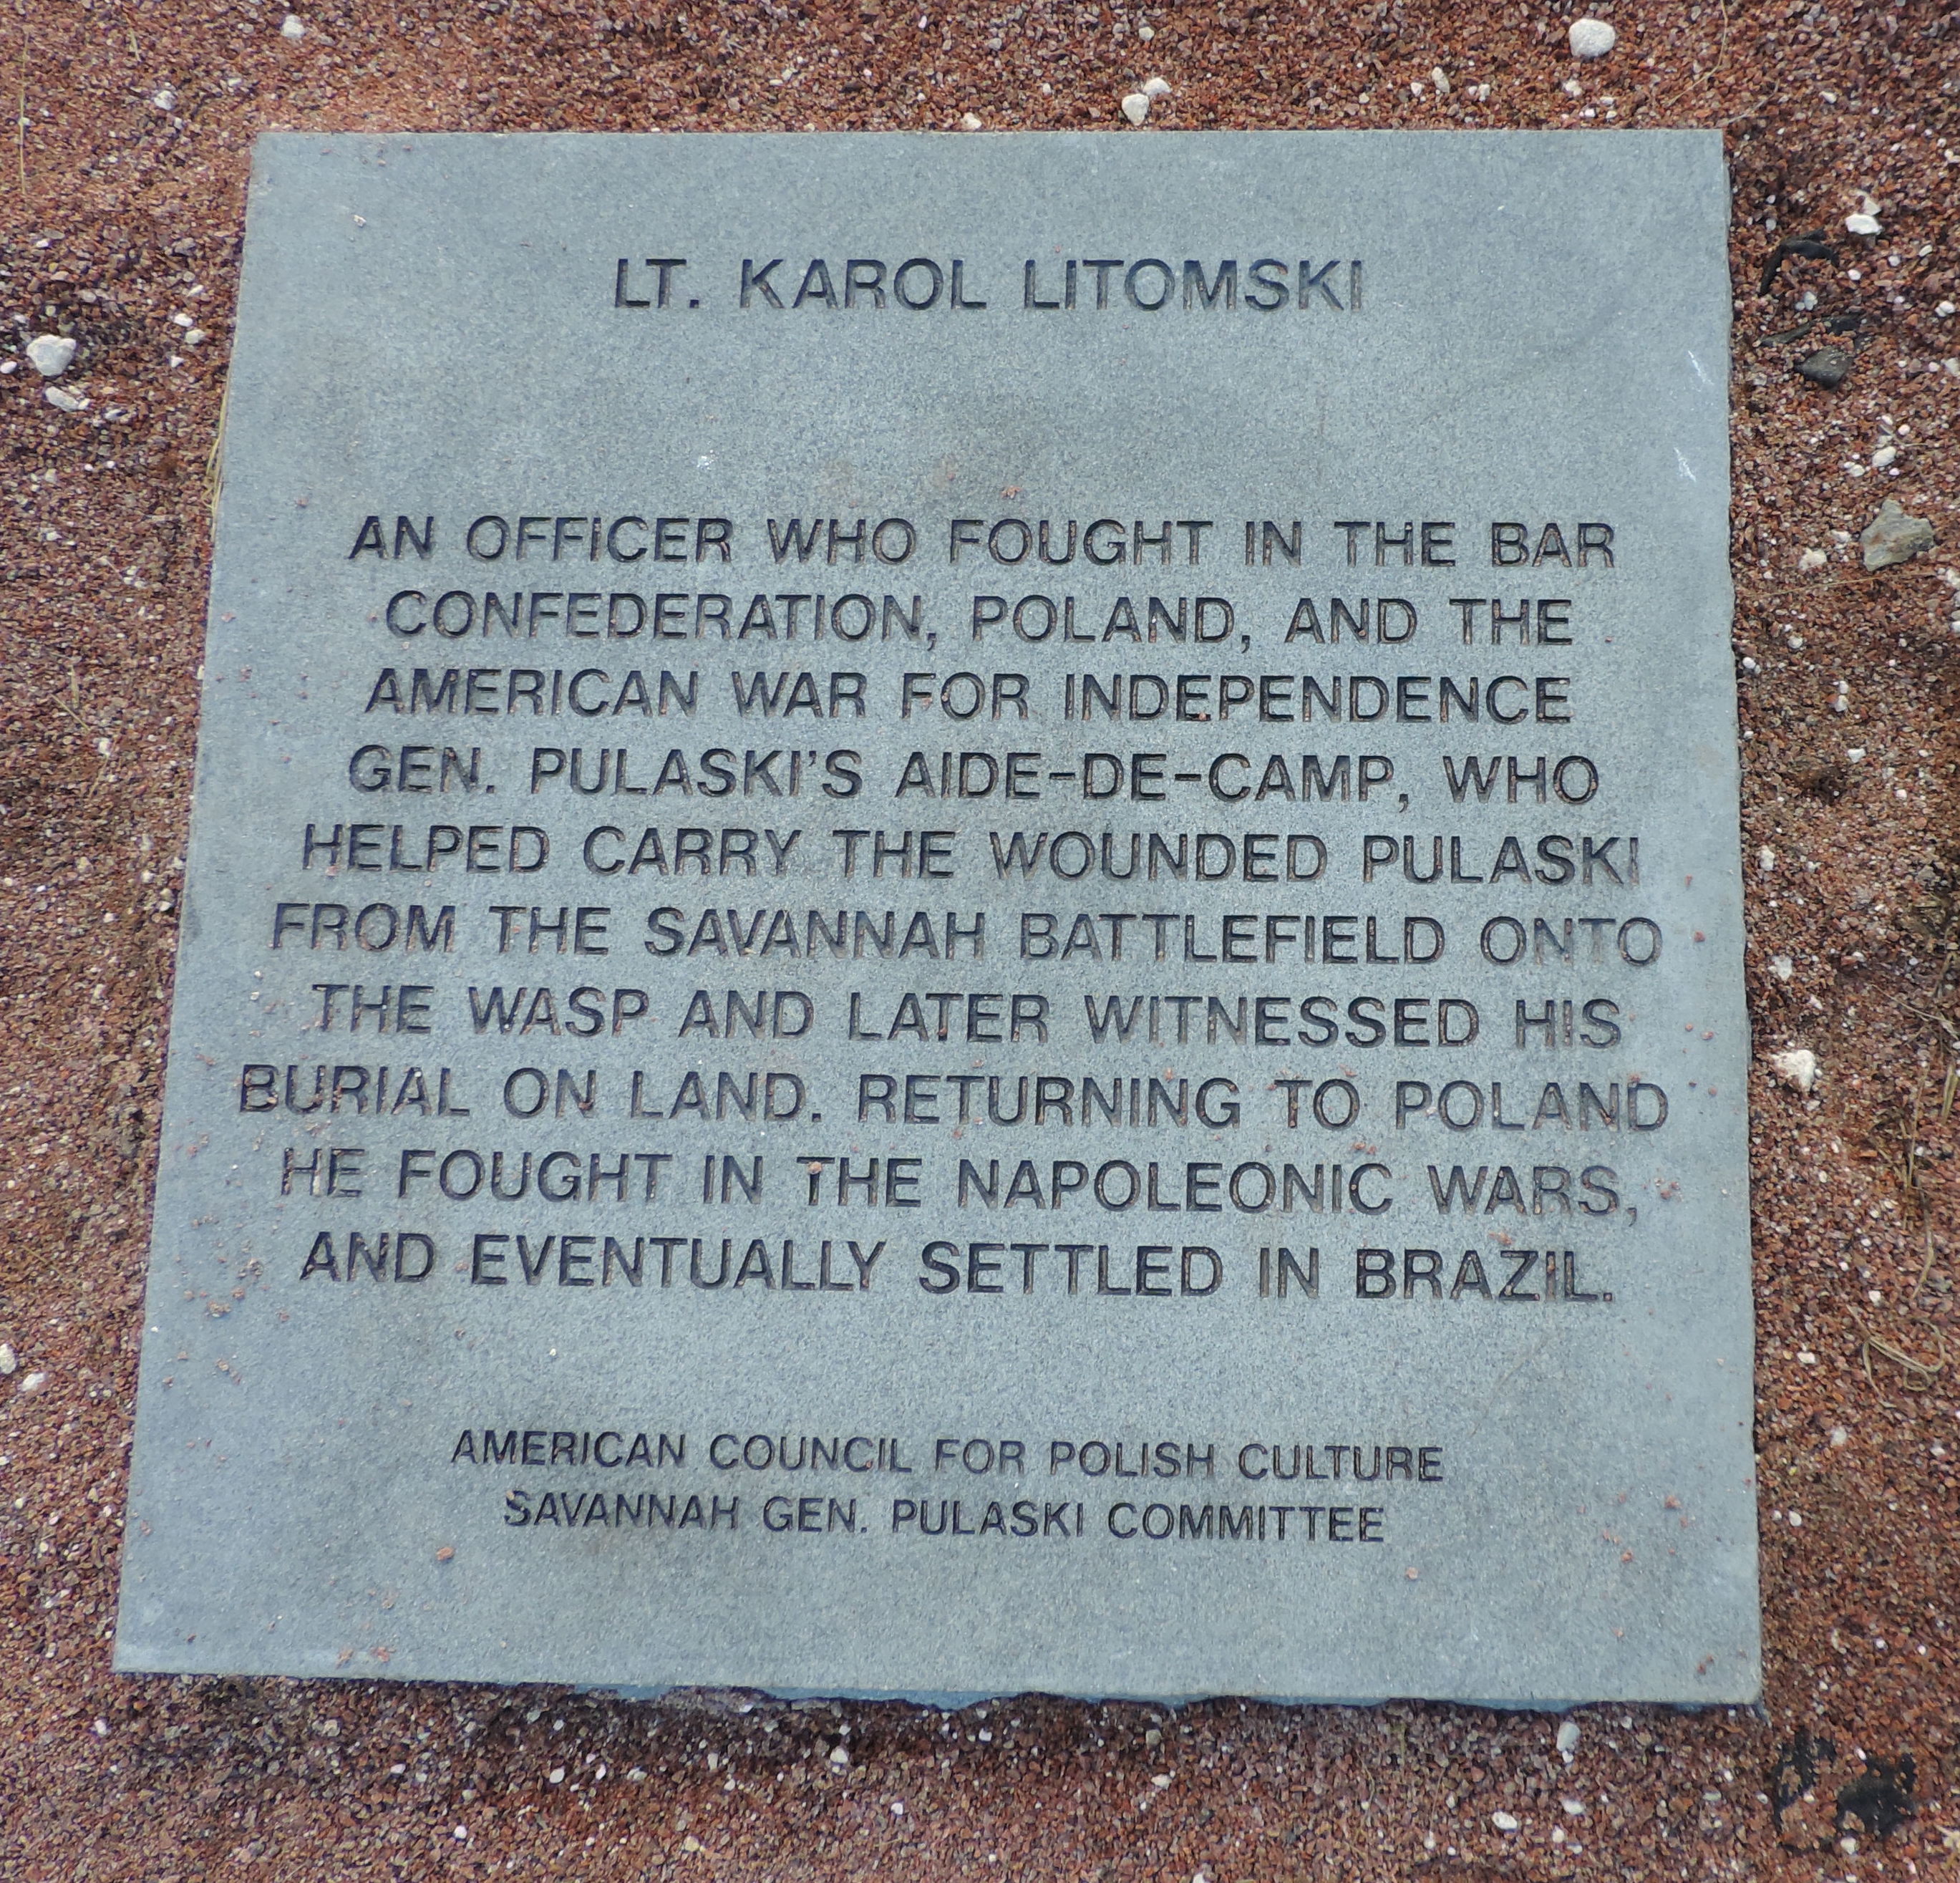 LT. KAROL LITOMSKI
AN OFFICER WHO FOUGHT IN THE BAR
CONFEDERATION, POLAND, AND THE
AMERICAN WAR FOR INDEPENDENCE
GEN. PULASKI'S AIDE-DE-CAMP, WHO
HELPED CARRY THE WOUNDED PULASKI
FROM THE SAVANNAH BATTLEFIELD ONTO
THE WASP AND LATER WITNESSED HIS
BURIAL ON LAND. RETURNING TO POLAND
HE FOUGHT IN THE NAPOLEONIC WARS,
AND EVENTUALLY SETTLED IN BRAZIL.
AMERICAN COUNCIL FOR POLISH CULTURE
SAVANNAH GEN. PULASKI COMMITTEE